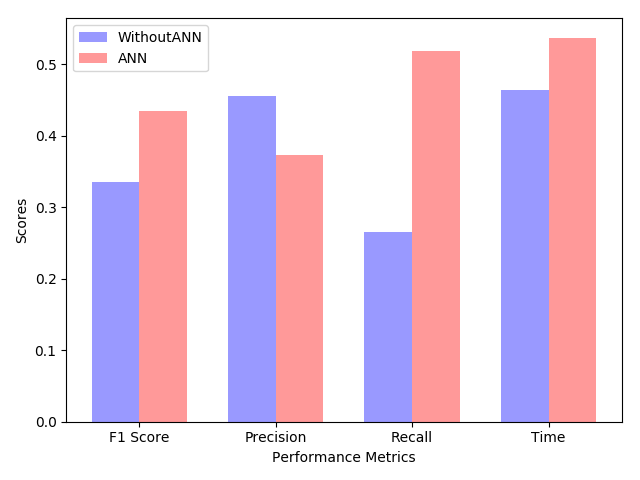 WithoutANN
ANN
0.5
0.4
0.3
0.2
0.1
0.0
Scores
F1 Score Precision Recall Time
Performance Metrics